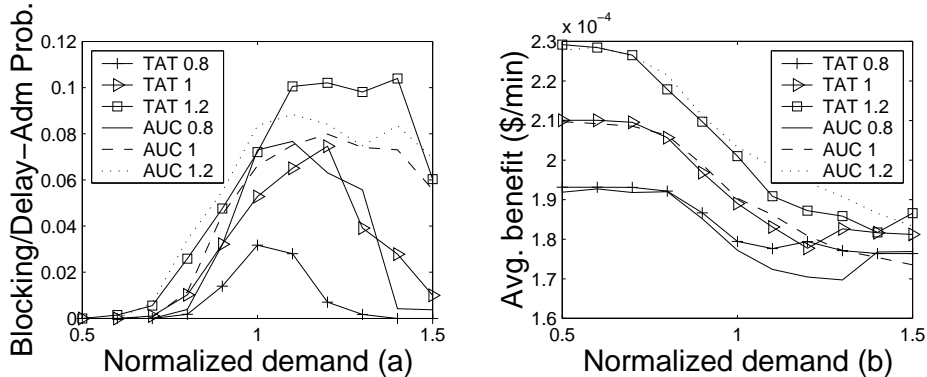 Blocking/Delay−Adm Prob.
0.12
0.1
0.08
0.06
0.04
0.02
0
0.5
1
1.5
TAT 0.8
TAT 1
TAT 1.2
AUC 0.8
AUC 1
AUC 1.2
Normalized demand (a)
Avg. benefit ($/min)
x 10⁻⁴
2.3
2.2
2.1
2
1.9
1.8
1.7
1.6
0.5
1
1.5
TAT 0.8
TAT 1
TAT 1.2
AUC 0.8
AUC 1
AUC 1.2
Normalized demand (b)